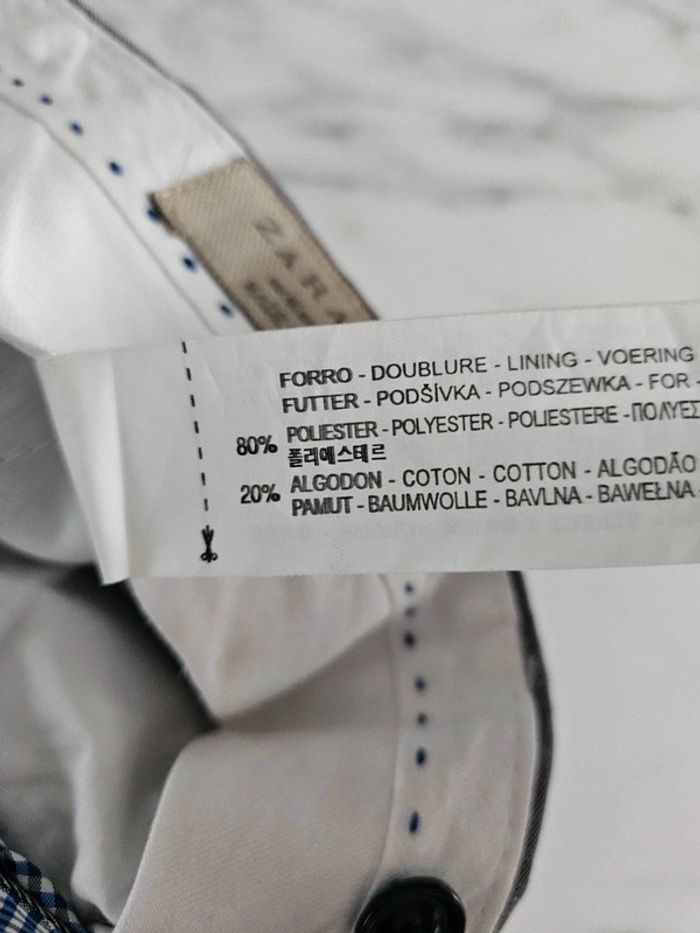 ZARA
FORRO - DOUBLURE - LINING - VOERING
FUTTER - PODŠÍVKA - PODSZEWKA - FOR -
80% POLIESTER - POLYESTER - POLIESTERE - ΠΟΛΥΕΣ
폴리에스테르
20% ALGODON - COTON - COTTON - ALGODÃO
PAMUT - BAUMWOLLE - BAVLNA - BAWEŁNA -